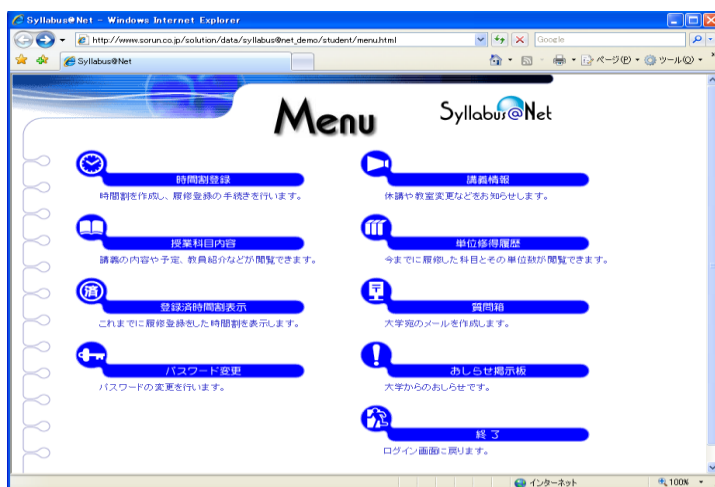 Syllabus@Net - Windows Internet Explorer
http://www.sorun.co.jp/solution/data/syllabus@net_demo/student/menu.html
Google
Syllabus@Net
ページ(P)
ツール(O)
Menu
Syllabus@Net
時間割登録
時間割を作成し、履修登録の手続きを行います。
講義情報
休講や教室変更などをお知らせします。
授業科目内容
講義の内容や予定、教員紹介などが閲覧できます。
単位修得履歴
今までに履修した科目とその単位数が閲覧できます。
済
登録済時間割表示
これまでに履修登録をした時間割を表示します。
質問箱
大学宛のメールを作成します。
パスワード変更
パスワードの変更を行います。
おしらせ掲示板
大学からのおしらせです。
終了
ログイン画面に戻ります。
インターネット
100%